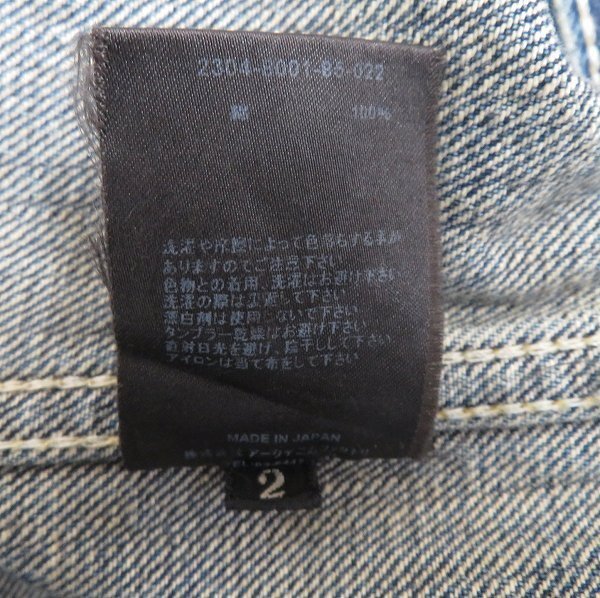 2304-8001-85-022
綿 100%
洗濯や摩擦によって色落ちする事が
ありますのでご注意下さい
色物との着用、洗濯はお避け下さい
洗濯の際は裏返して下さい
漂白剤は使用しないで下さい
タンブラー乾燥はお避け下さい
直射日光を避け、陰干しして下さい
アイロンは当て布をして下さい
MADE IN JAPAN
2